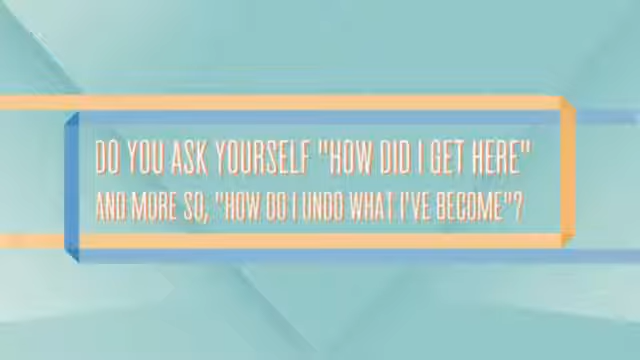 DO YOU ASK YOURSELF "HOW DID I GET HERE"
AND MORE SO, "HOW DO I UNDO WHAT I'VE BECOME"?